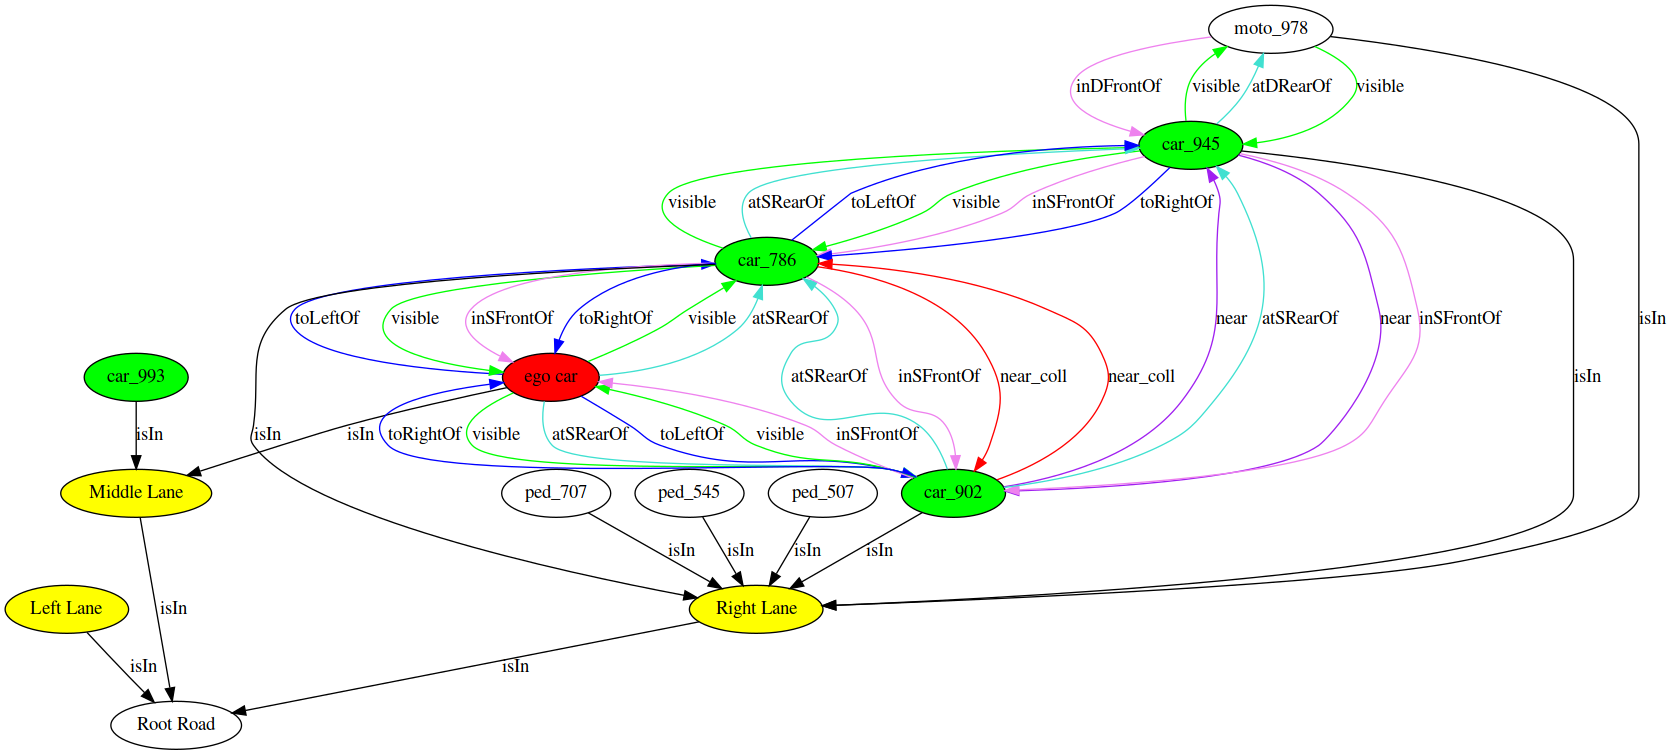 moto_978
inDFrontOf
visible
atDRearOf
visible
car_945
visible
atSRearOf
toLeftOf
visible
inSFrontOf
toRightOf
car_786
toLeftOf
visible
inSFrontOf
toRightOf
visible
atSRearOf
near
atSRearOf
near
inSFrontOf
isIn
car_993
ego car
atSRearOf
inSFrontOf
near_coll
near_coll
isIn
isIn
isIn
isIn
toRightOf
visible
atSRearOf
toLeftOf
visible
inSFrontOf
Middle Lane
ped_707
ped_545
ped_507
car_902
isIn
isIn
isIn
isIn
Left Lane
isIn
Right Lane
isIn
isIn
Root Road